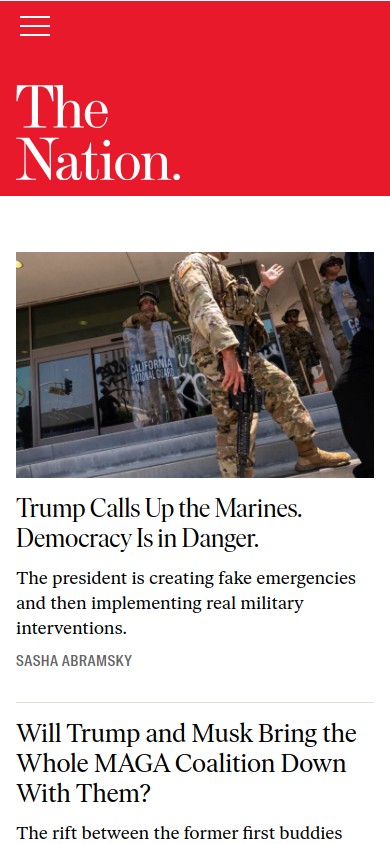 The
Nation.
CALIFORNIA
NATIONAL GUARD
Trump Calls Up the Marines.
Democracy Is in Danger.
The president is creating fake emergencies
and then implementing real military
interventions.
SASHA ABRAMSKY
Will Trump and Musk Bring the
Whole MAGA Coalition Down
With Them?
The rift between the former first buddies